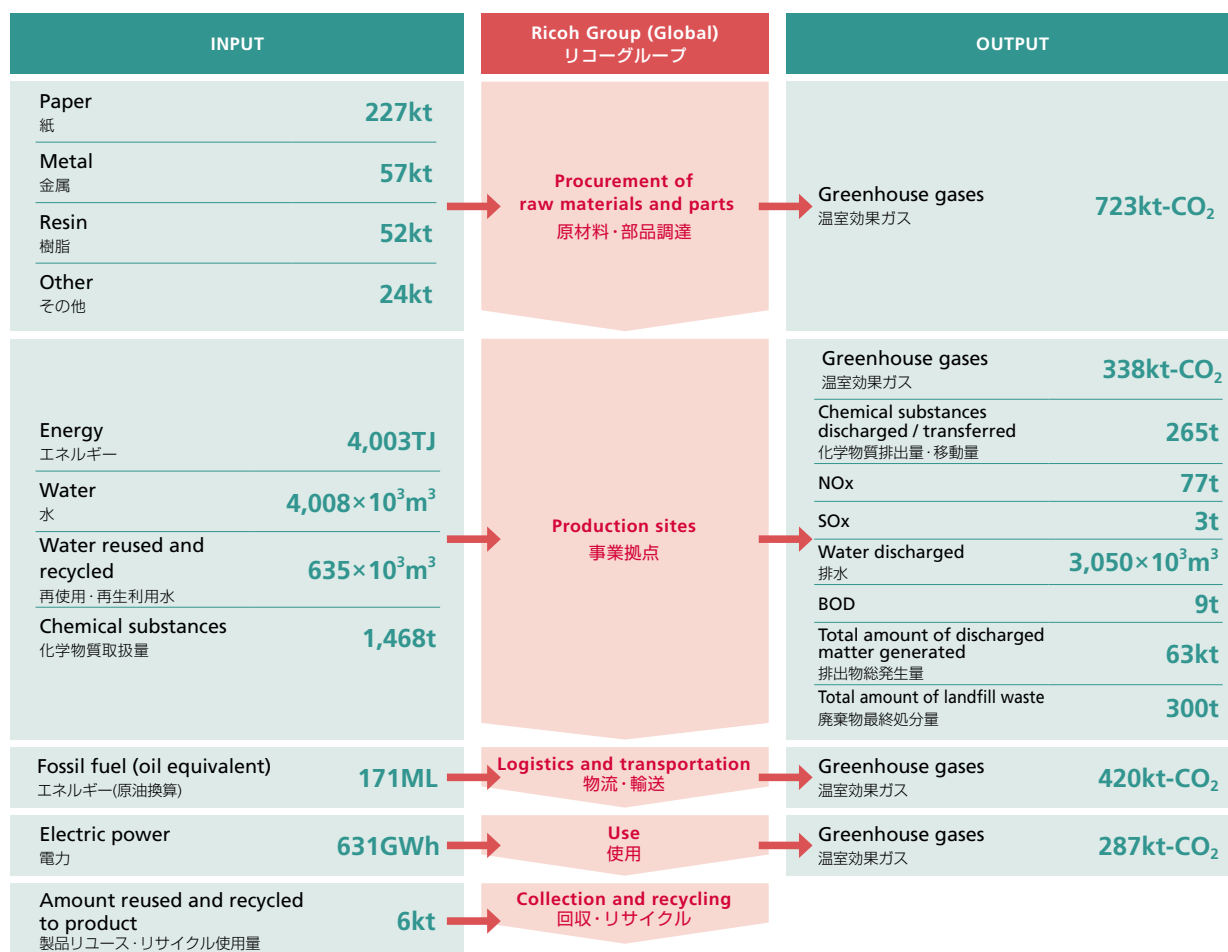 INPUT
Ricoh Group (Global)
リコーグループ
OUTPUT
Paper
紙
227kt
Metal
金属
57kt
Resin
樹脂
52kt
Other
その他
24kt
Procurement of
raw materials and parts
原材料・部品調達
Greenhouse gases
温室効果ガス
723kt-CO₂
Energy
エネルギー
4,003TJ
Water
水
4,008×10³m³
Water reused and
recycled
再使用・再生利用水
635×10³m³
Chemical substances
化学物質取扱量
1,468t
Production sites
事業拠点
Greenhouse gases
温室効果ガス
338kt-CO₂
Chemical substances
discharged / transferred
化学物質排出量・移動量
265t
NOx
77t
SOx
3t
Water discharged
排水
3,050×10³m³
BOD
9t
Total amount of discharged
matter generated
排出物総発生量
63kt
Total amount of landfill waste
廃棄物最終処分量
300t
Fossil fuel (oil equivalent)
エネルギー(原油換算)
171ML
Logistics and transportation
物流・輸送
Greenhouse gases
温室効果ガス
420kt-CO₂
Electric power
電力
631GWh
Use
使用
Greenhouse gases
温室効果ガス
287kt-CO₂
Amount reused and recycled
to product
製品リユース・リサイクル使用量
6kt
Collection and recycling
回収・リサイクル